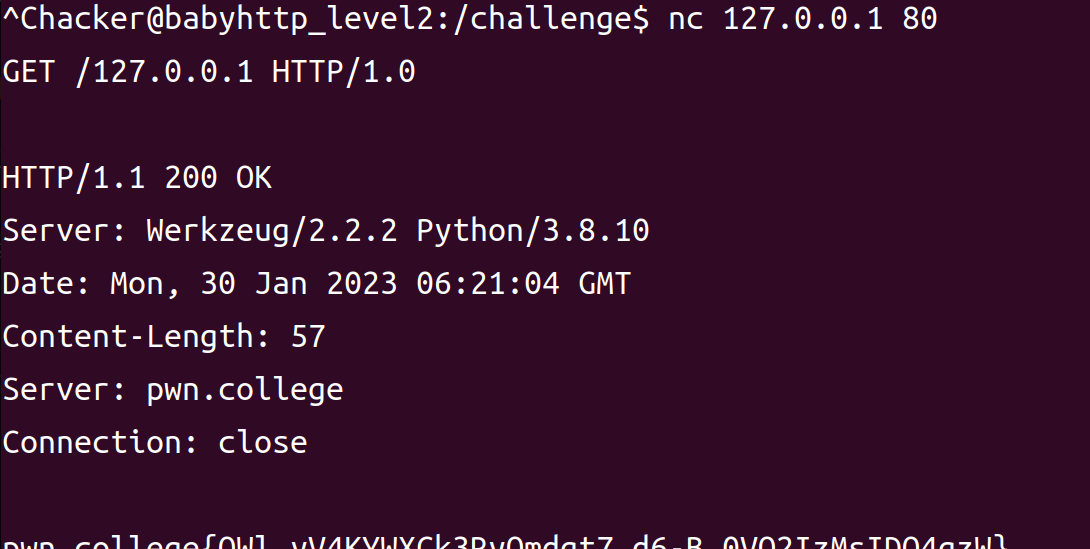 ^Chacker@babyhttp_level2:/challenge$ nc 127.0.0.1 80
GET /127.0.0.1 HTTP/1.0
HTTP/1.1 200 OK
Server: Werkzeug/2.2.2 Python/3.8.10
Date: Mon, 30 Jan 2023 06:21:04 GMT
Content-Length: 57
Server: pwn.college
Connection: close